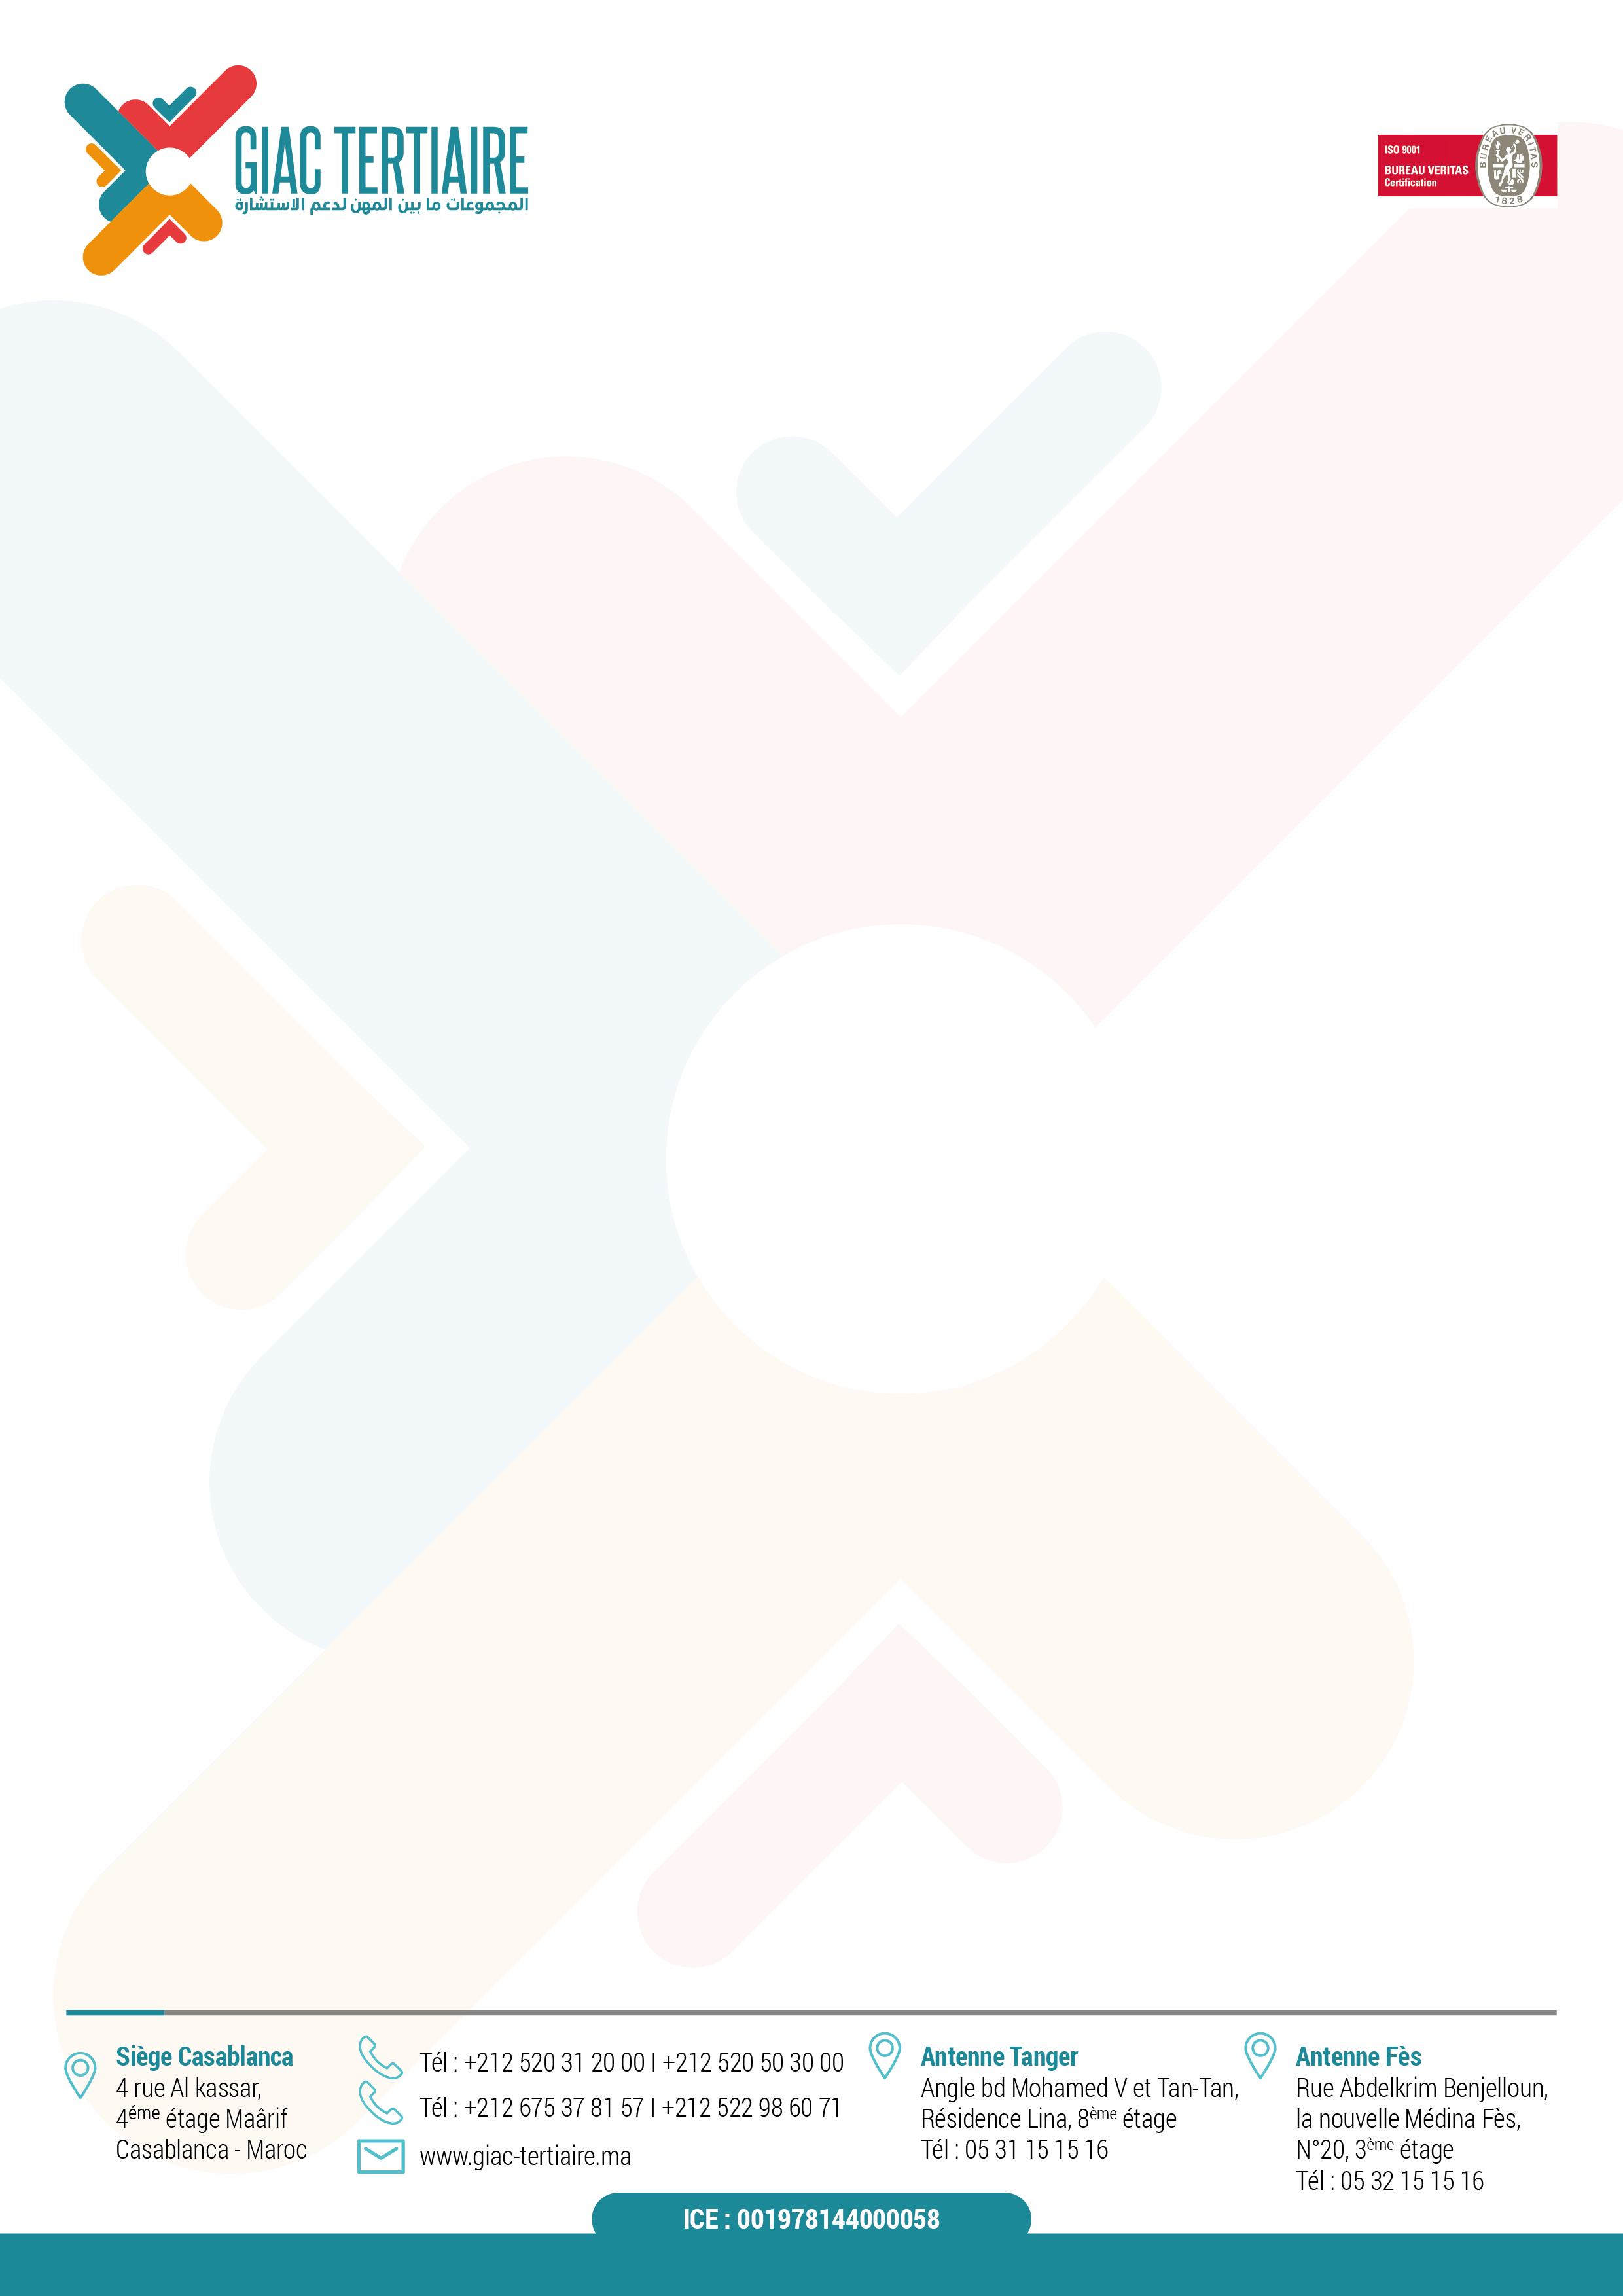 GIAC TERTIAIRE
المجموعات ما بين المهن لدعم الاستشارة
ISO 9001
BUREAU VERITAS
Certification
BUREAU VERITAS
1828
Siège Casablanca
4 rue Al kassar,
4éme étage Maârif
Casablanca - Maroc
Tél : +212 520 31 20 00 I +212 520 50 30 00
Tél : +212 675 37 81 57 I +212 522 98 60 71
www.giac-tertiaire.ma
Antenne Tanger
Angle bd Mohamed V et Tan-Tan,
Résidence Lina, 8ème étage
Tél : 05 31 15 15 16
Antenne Fès
Rue Abdelkrim Benjelloun,
la nouvelle Médina Fès,
N°20, 3ème étage
Tél : 05 32 15 15 16
ICE : 001978144000058